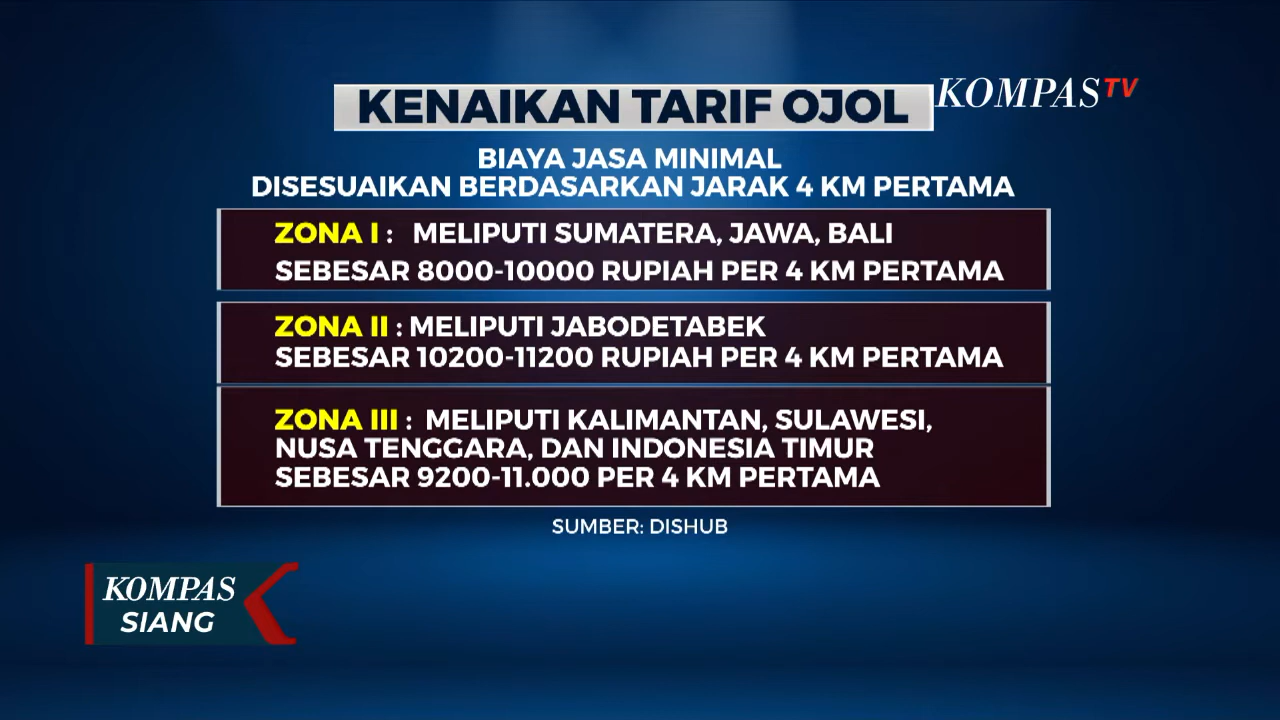 KENAIKAN TARIF OJOL
KOMPASTV
BIAYA JASA MINIMAL
DISESUAIKAN BERDASARKAN JARAK 4 KM PERTAMA
ZONA I : MELIPUTI SUMATERA, JAWA, BALI
SEBESAR 8000-10000 RUPIAH PER 4 KM PERTAMA
ZONA II : MELIPUTI JABODETABEK
SEBESAR 10200-11200 RUPIAH PER 4 KM PERTAMA
ZONA III : MELIPUTI KALIMANTAN, SULAWESI,
NUSA TENGGARA, DAN INDONESIA TIMUR
SEBESAR 9200-11.000 PER 4 KM PERTAMA
SUMBER: DISHUB
KOMPAS
SIANG